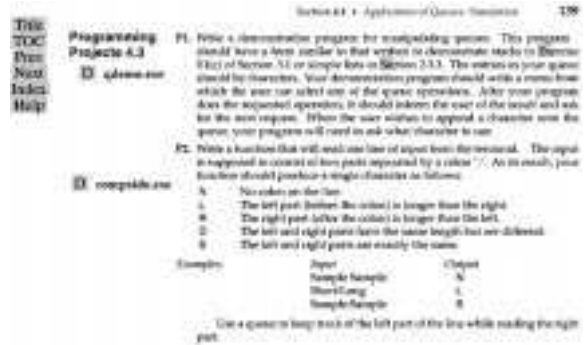 Section 4.4 • Application of Queues: Simulation 139
Title
TOC
Prev
Next
Index
Help
Programming
Projects 4.3
qdemo.exe
P1. Write a demonstration program for manipulating queues. This program
should have a form similar to that written to demonstrate stacks in Exercise
of Section 3.1 or simple lists in Section 2.3.3. The entries in your queue
should be characters. Your demonstration program should write a menu from
which the user can select any of the queue operations. After your program
does the requested operation, it should inform the user of the result and ask
for the next request. When the user wishes to append a character onto the
queue, your program will need to ask what character to use.
P2. Write a function that will read one line of input from the terminal. The input
is supposed to consist of two parts separated by a colon ':'. As its result, your
function should produce a single character as follows:
N No colon on the line.
L The left part (before the colon) is longer than the right.
R The right part (after the colon) is longer than the left.
D The left and right parts have the same length but are different.
S The left and right parts are exactly the same.
Examples: Input Output
Sample Sample N
Short:Long L
Sample:Sample S
Use a queue to keep track of the left part of the line while reading the right
part.